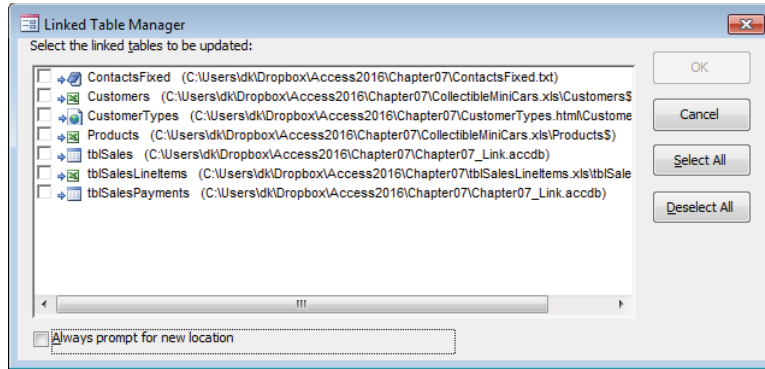 Linked Table Manager
Select the linked tables to be updated:
ContactsFixed (C:\Users\dk\Dropbox\Access2016\Chapter07\ContactsFixed.txt)
Customers (C:\Users\dk\Dropbox\Access2016\Chapter07\CollectibleMiniCars.xls\Customers$
CustomerTypes (C:\Users\dk\Dropbox\Access2016\Chapter07\CustomerTypes.html\Custome
Products (C:\Users\dk\Dropbox\Access2016\Chapter07\CollectibleMiniCars.xls\Products$)
tblSales (C:\Users\dk\Dropbox\Access2016\Chapter07\Chapter07_Link.accdb)
tblSalesLineItems (C:\Users\dk\Dropbox\Access2016\Chapter07\tblSalesLineItems.xls\tblSale
tblSalesPayments (C:\Users\dk\Dropbox\Access2016\Chapter07\Chapter07_Link.accdb)
OK
Cancel
Select All
Deselect All
Always prompt for new location